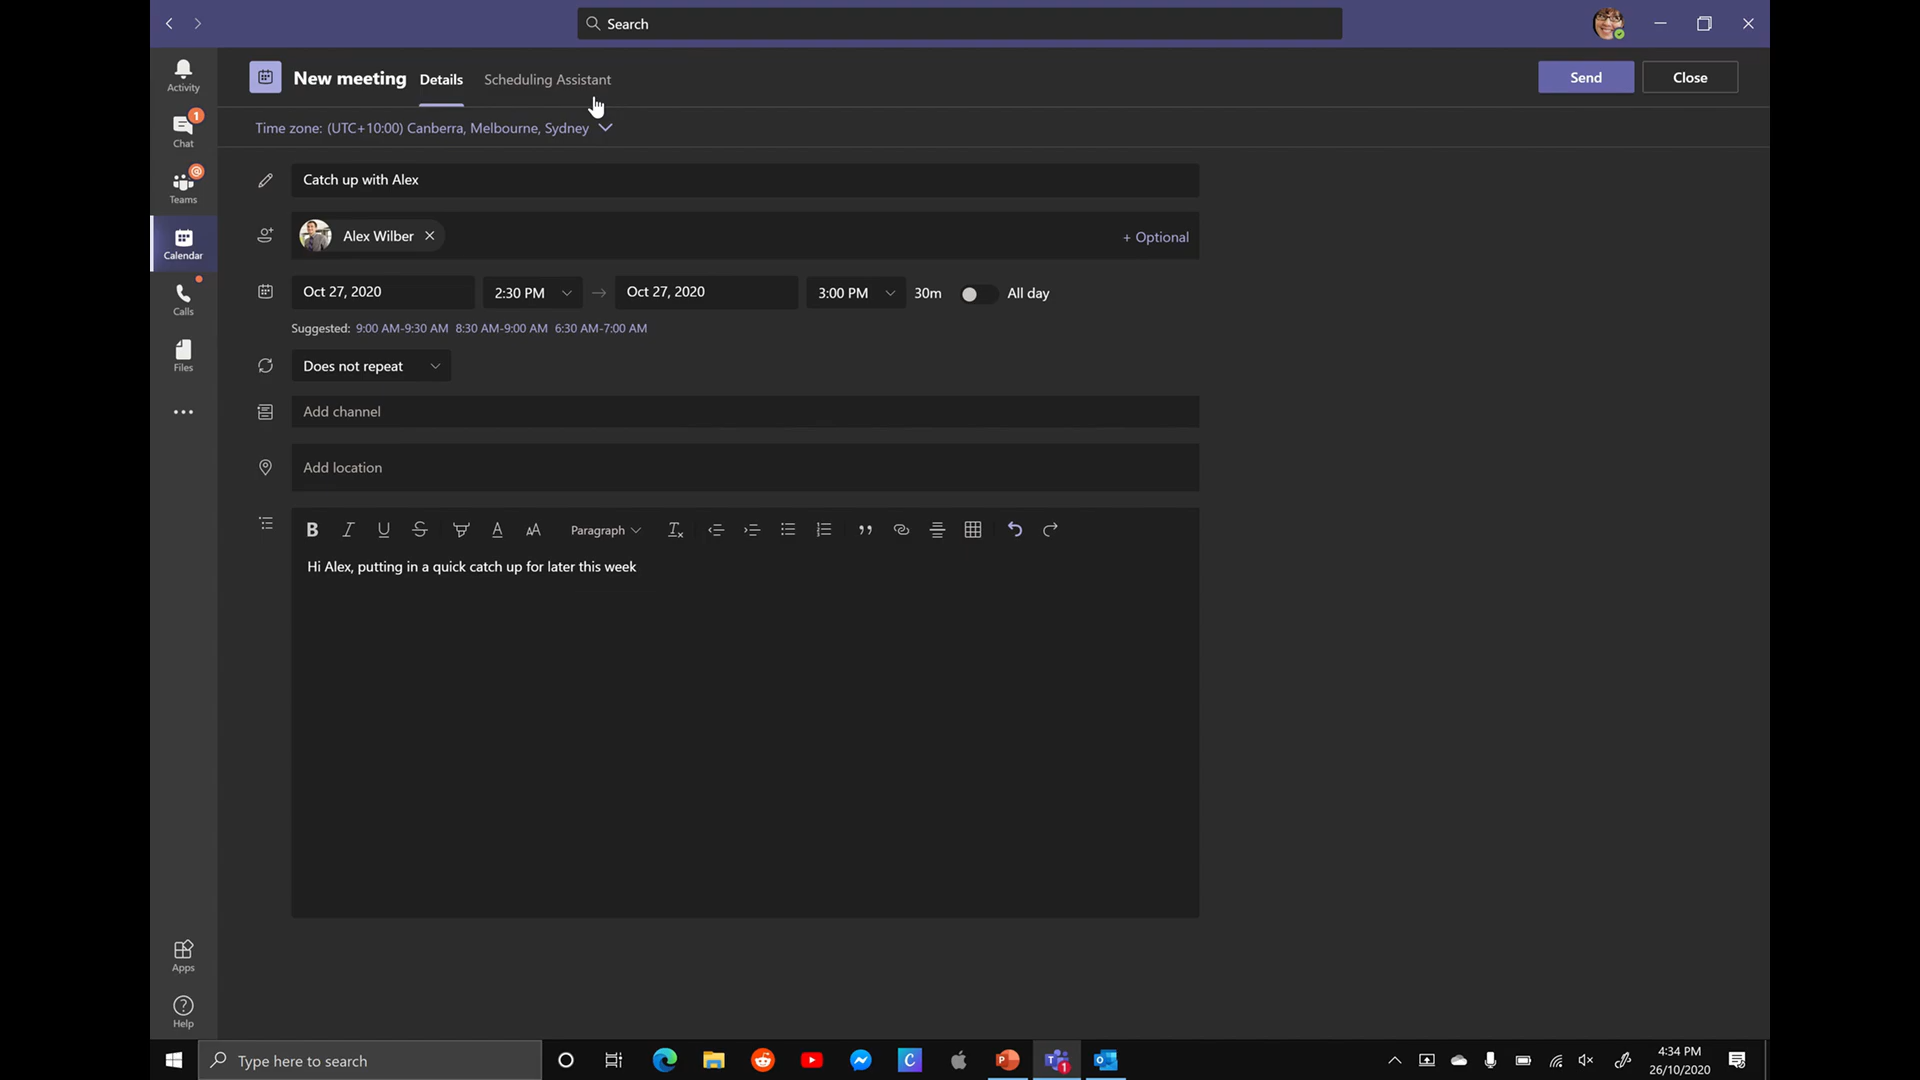 Search
Activity
Chat
1
Teams
Calendar
Calls
Files
Apps
Help
New meeting Details Scheduling Assistant Send Close
Time zone: (UTC+10:00) Canberra, Melbourne, Sydney
Catch up with Alex
Alex Wilber + Optional
Oct 27, 2020 2:30 PM Oct 27, 2020 3:00 PM 30m All day
Suggested: 9:00 AM-9:30 AM 8:30 AM-9:00 AM 6:30 AM-7:00 AM
Does not repeat
Add channel
Add location
B I U S A AA Paragraph
Hi Alex, putting in a quick catch up for later this week
Type here to search
4:34 PM
26/10/2020